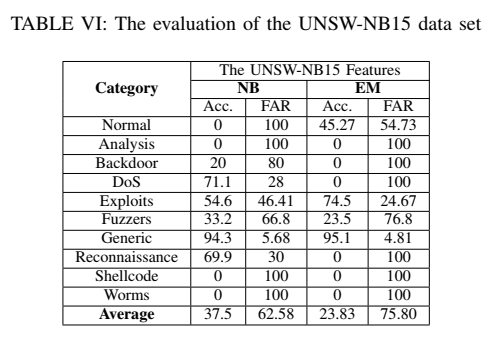 TABLE VI: The evaluation of the UNSW-NB15 data set
The UNSW-NB15 Features
Category NB EM
Acc. FAR Acc. FAR
Normal 0 100 45.27 54.73
Analysis 0 100 0 100
Backdoor 20 80 0 100
DoS 71.1 28 0 100
Exploits 54.6 46.41 74.5 24.67
Fuzzers 33.2 66.8 23.5 76.8
Generic 94.3 5.68 95.1 4.81
Reconnaissance 69.9 30 0 100
Shellcode 0 100 0 100
Worms 0 100 0 100
Average 37.5 62.58 23.83 75.80